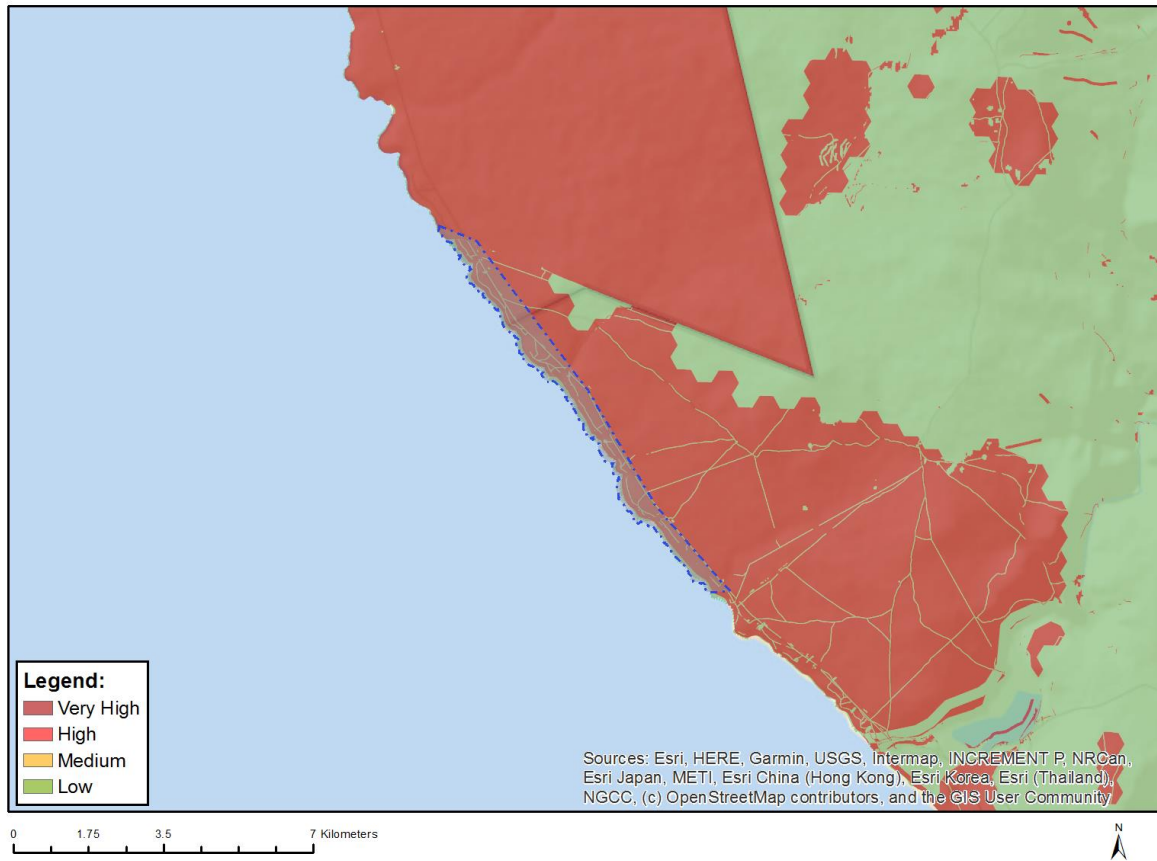 Legend:
Very High
High
Medium
Low
Sources: Esri, HERE, Garmin, USGS, Intermap, INCREMENT P, NRCan,
Esri Japan, METI, Esri China (Hong Kong), Esri Korea, Esri (Thailand),
NGCC, (c) OpenStreetMap contributors, and the GIS User Community
0 1.75 3.5 7 Kilometers
N